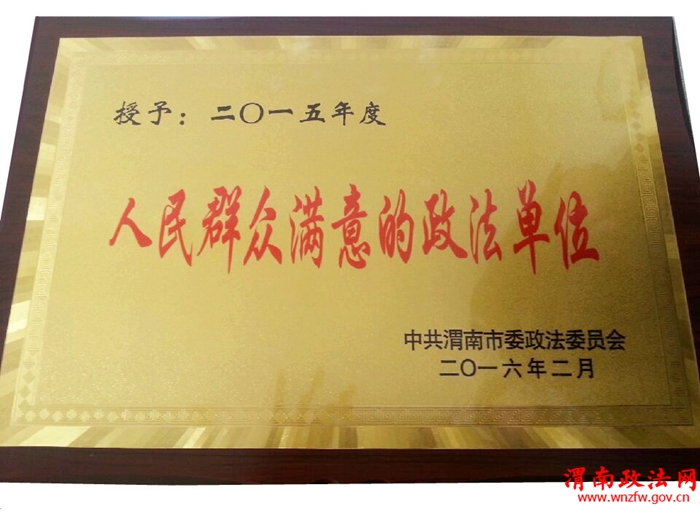 授予：二〇一五年度
人民群众满意的政法单位
中共渭南市委政法委员会
二〇一六年二月
渭南政法网
www.wnzfw.gov.cn